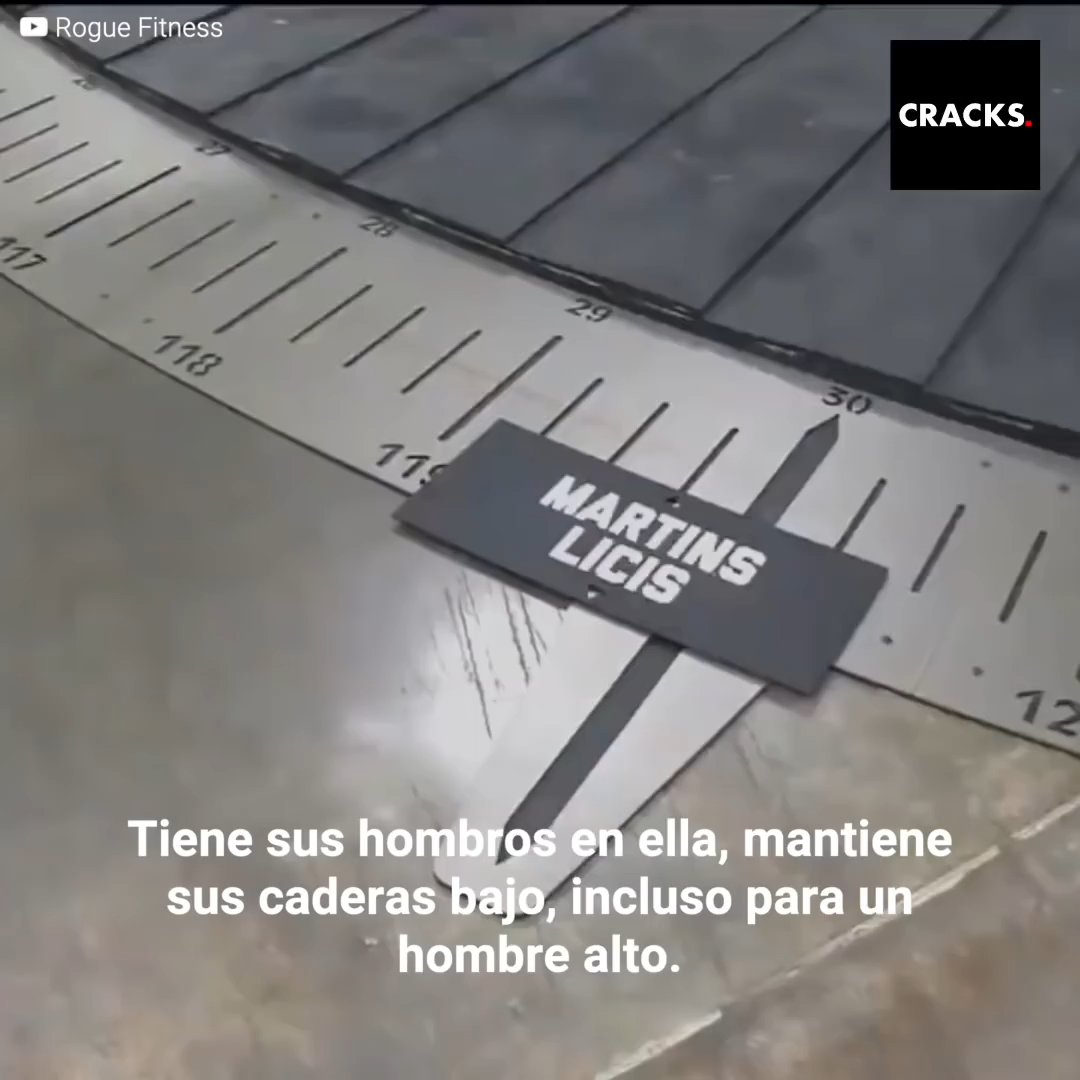 Rogue Fitness
CRACKS.
27
28
29
30
117
118
119
MARTINS
LICIS
Tiene sus hombros en ella, mantiene
sus caderas bajo, incluso para un
hombre alto.